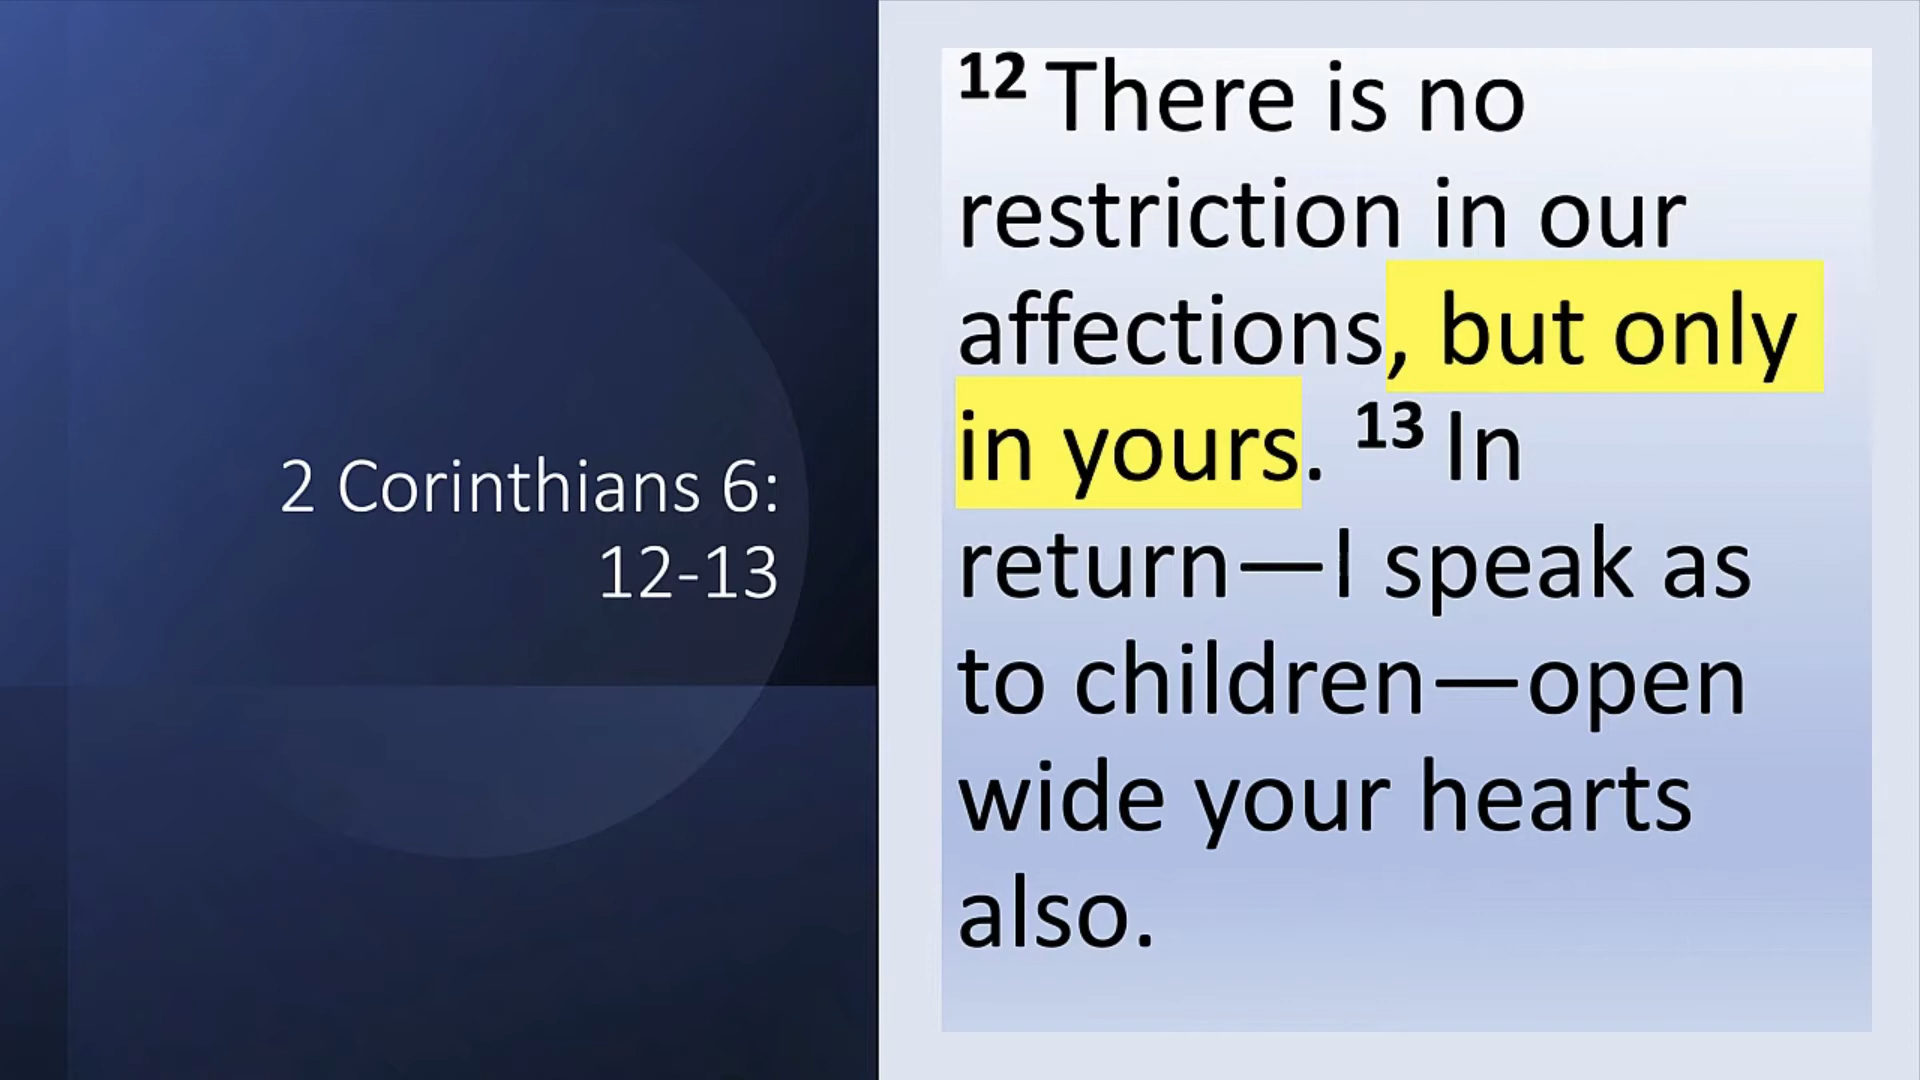 2 Corinthians 6:
12-13
12 There is no
restriction in our
affections, but only
in yours. 13 In
return—I speak as
to children—open
wide your hearts
also.